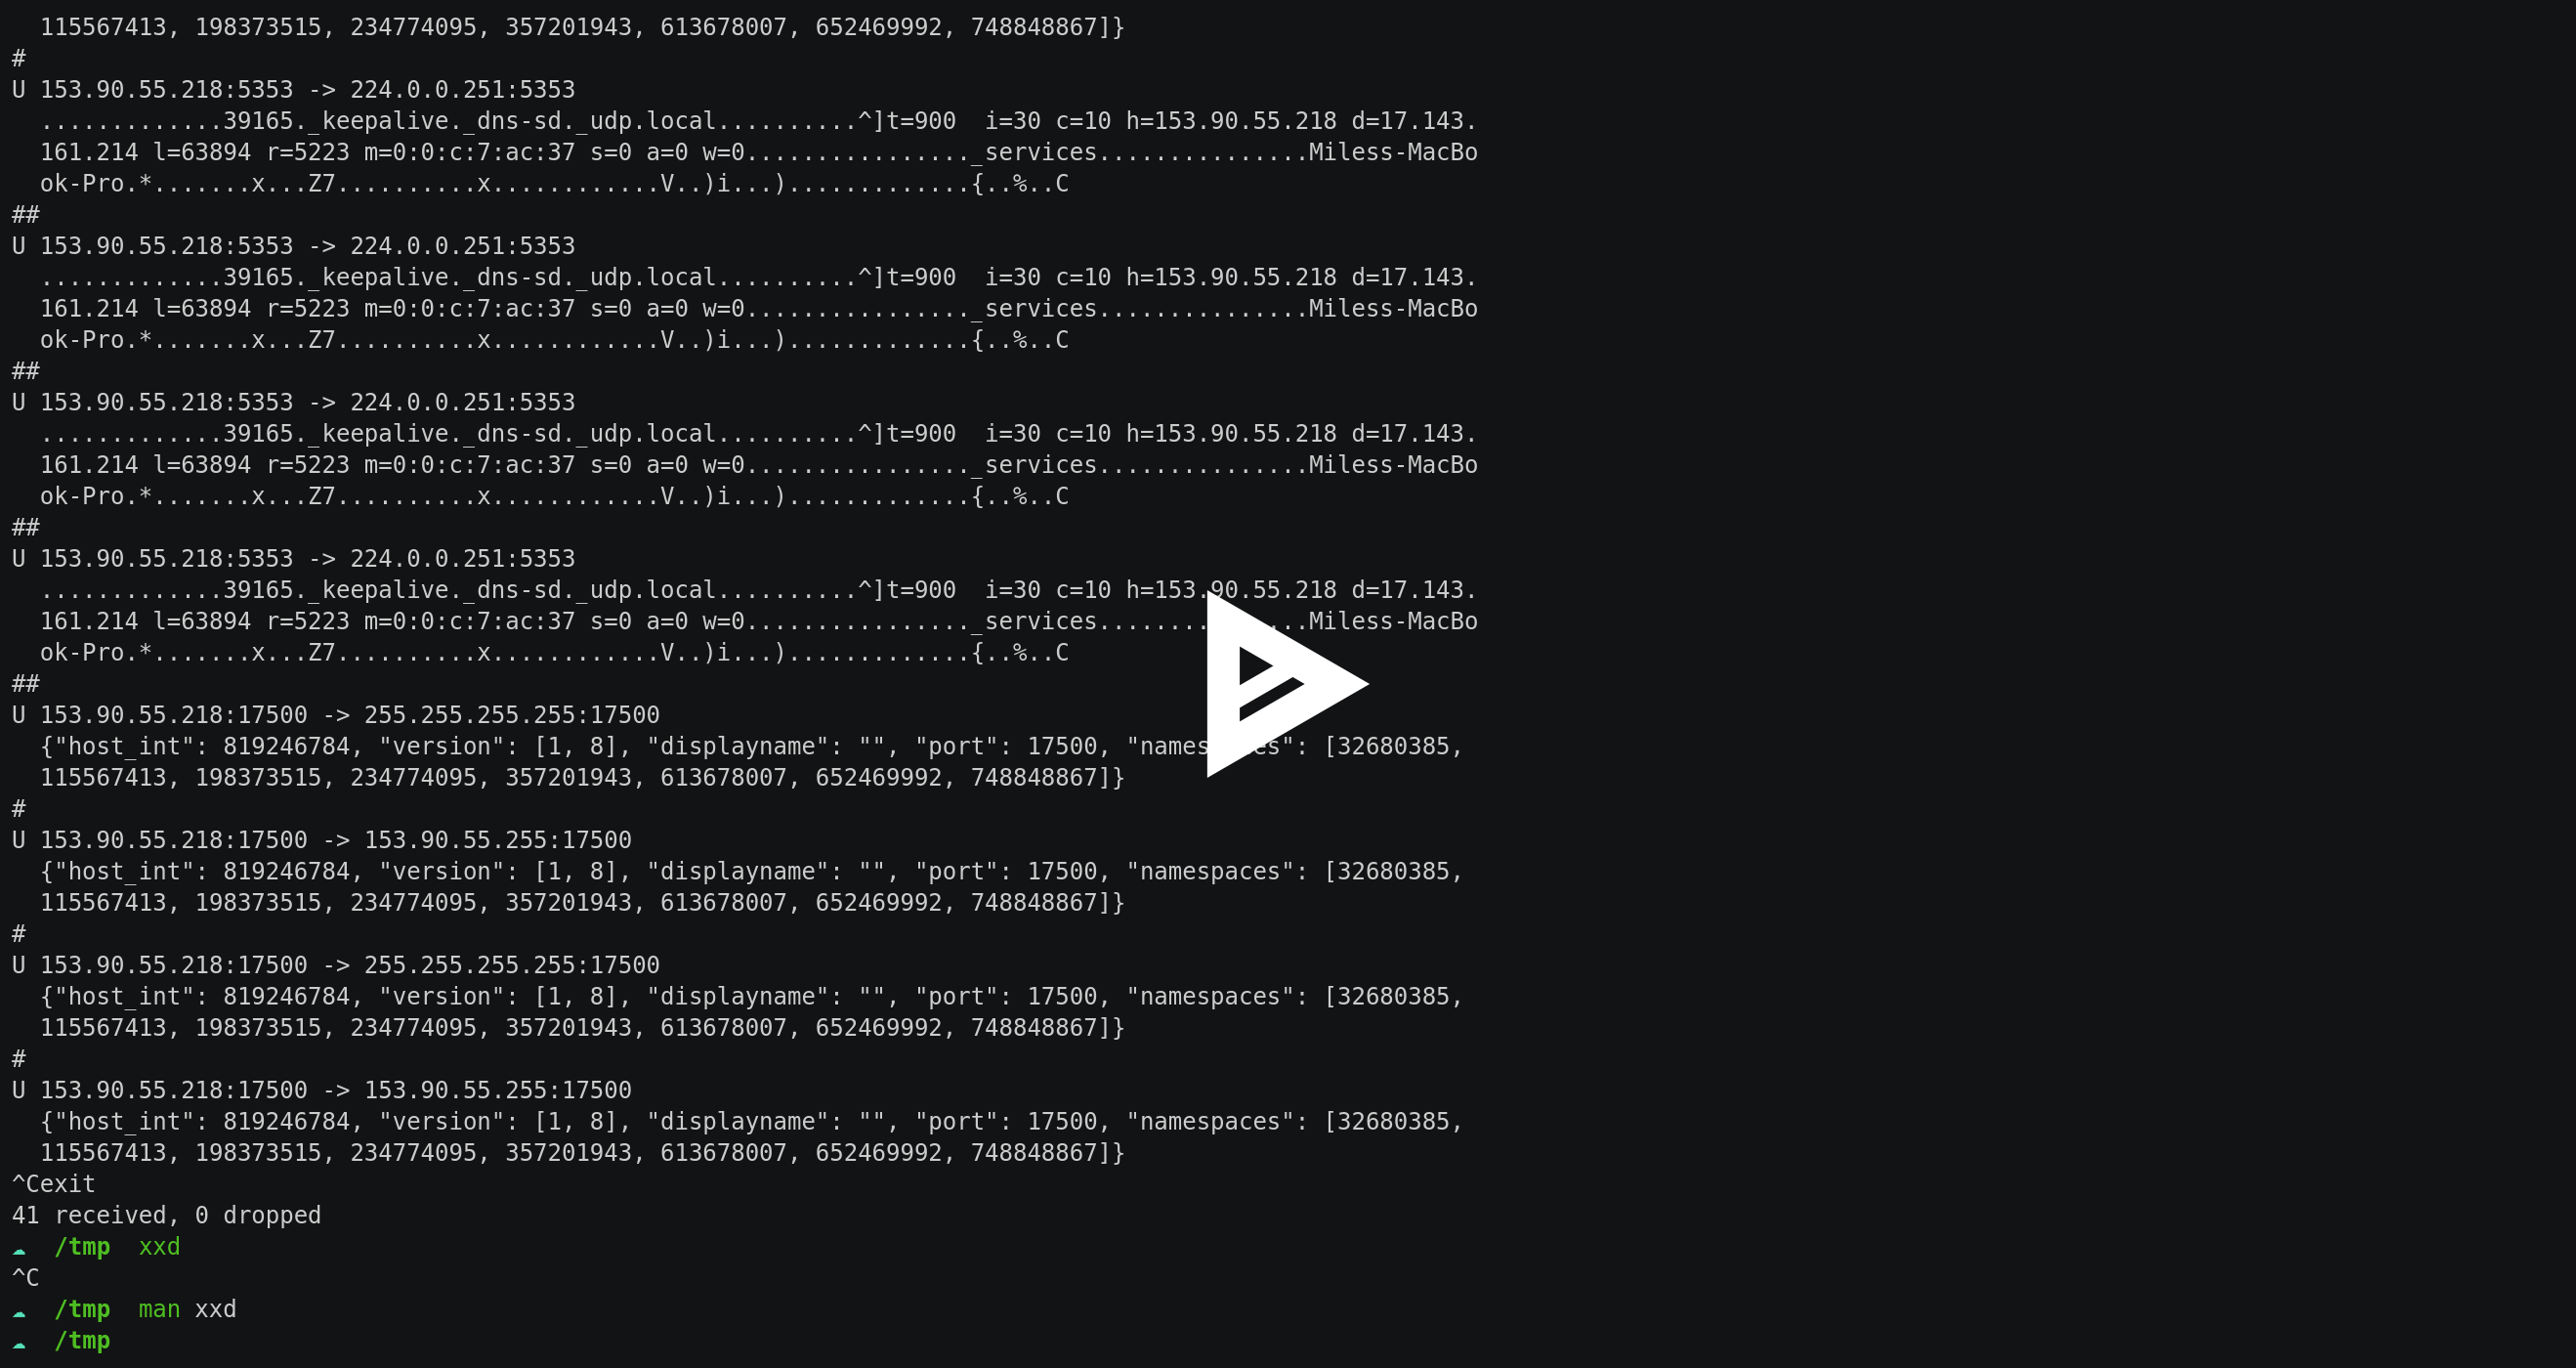 115567413, 198373515, 234774095, 357201943, 613678007, 652469992, 748848867]}
#
U 153.90.55.218:5353 -> 224.0.0.251:5353
.............39165._keepalive._dns-sd._udp.local..........^]t=900  i=30 c=10 h=153.90.55.218 d=17.143.
161.214 l=63894 r=5223 m=0:0:c:7:ac:37 s=0 a=0 w=0................_services...............Miless-MacBo
ok-Pro.*.......x...Z7..........x............V..)i...).............{..%..C
##
U 153.90.55.218:5353 -> 224.0.0.251:5353
.............39165._keepalive._dns-sd._udp.local..........^]t=900  i=30 c=10 h=153.90.55.218 d=17.143.
161.214 l=63894 r=5223 m=0:0:c:7:ac:37 s=0 a=0 w=0................_services...............Miless-MacBo
ok-Pro.*.......x...Z7..........x............V..)i...).............{..%..C
##
U 153.90.55.218:5353 -> 224.0.0.251:5353
.............39165._keepalive._dns-sd._udp.local..........^]t=900  i=30 c=10 h=153.90.55.218 d=17.143.
161.214 l=63894 r=5223 m=0:0:c:7:ac:37 s=0 a=0 w=0................_services...............Miless-MacBo
ok-Pro.*.......x...Z7..........x............V..)i...).............{..%..C
##
U 153.90.55.218:5353 -> 224.0.0.251:5353
.............39165._keepalive._dns-sd._udp.local..........^]t=900  i=30 c=10 h=153.90.55.218 d=17.143.
161.214 l=63894 r=5223 m=0:0:c:7:ac:37 s=0 a=0 w=0................_services...............Miless-MacBo
ok-Pro.*.......x...Z7..........x............V..)i...).............{..%..C
##
U 153.90.55.218:17500 -> 255.255.255.255:17500
{"host_int": 819246784, "version": [1, 8], "displayname": "", "port": 17500, "namespaces": [32680385,
115567413, 198373515, 234774095, 357201943, 613678007, 652469992, 748848867]}
#
U 153.90.55.218:17500 -> 153.90.55.255:17500
{"host_int": 819246784, "version": [1, 8], "displayname": "", "port": 17500, "namespaces": [32680385,
115567413, 198373515, 234774095, 357201943, 613678007, 652469992, 748848867]}
#
U 153.90.55.218:17500 -> 255.255.255.255:17500
{"host_int": 819246784, "version": [1, 8], "displayname": "", "port": 17500, "namespaces": [32680385,
115567413, 198373515, 234774095, 357201943, 613678007, 652469992, 748848867]}
#
U 153.90.55.218:17500 -> 153.90.55.255:17500
{"host_int": 819246784, "version": [1, 8], "displayname": "", "port": 17500, "namespaces": [32680385,
115567413, 198373515, 234774095, 357201943, 613678007, 652469992, 748848867]}
^Cexit
41 received, 0 dropped
☁  /tmp  xxd
^C
☁  /tmp  man xxd
☁  /tmp